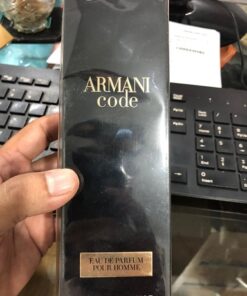 ARMANI
code
EAU DE PARFUM
POUR HOMME